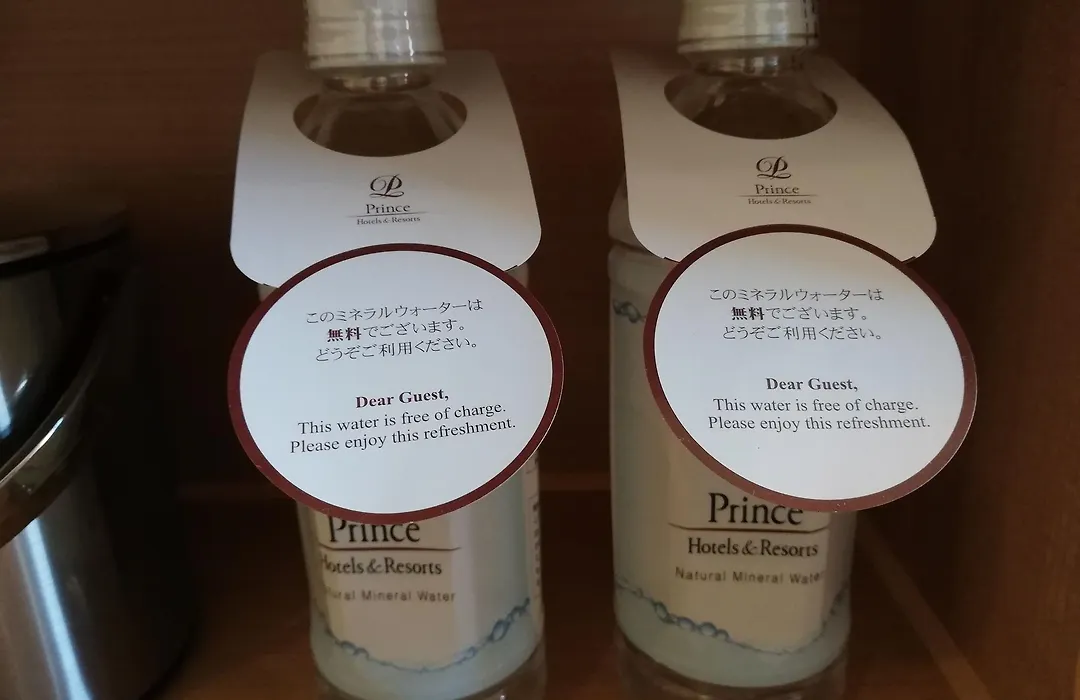 Prince
Hotels & Resorts
このミネラルウォーターは
無料でございます。
どうぞご利用ください。
Dear Guest,
This water is free of charge.
Please enjoy this refreshment.
Prince
Hotels & Resorts
Mineral Water
Prince
Hotels & Resorts
このミネラルウォーターは
無料でございます。
どうぞご利用ください。
Dear Guest,
This water is free of charge.
Please enjoy this refreshment.
Prince
Hotels & Resorts
Natural Mineral Water